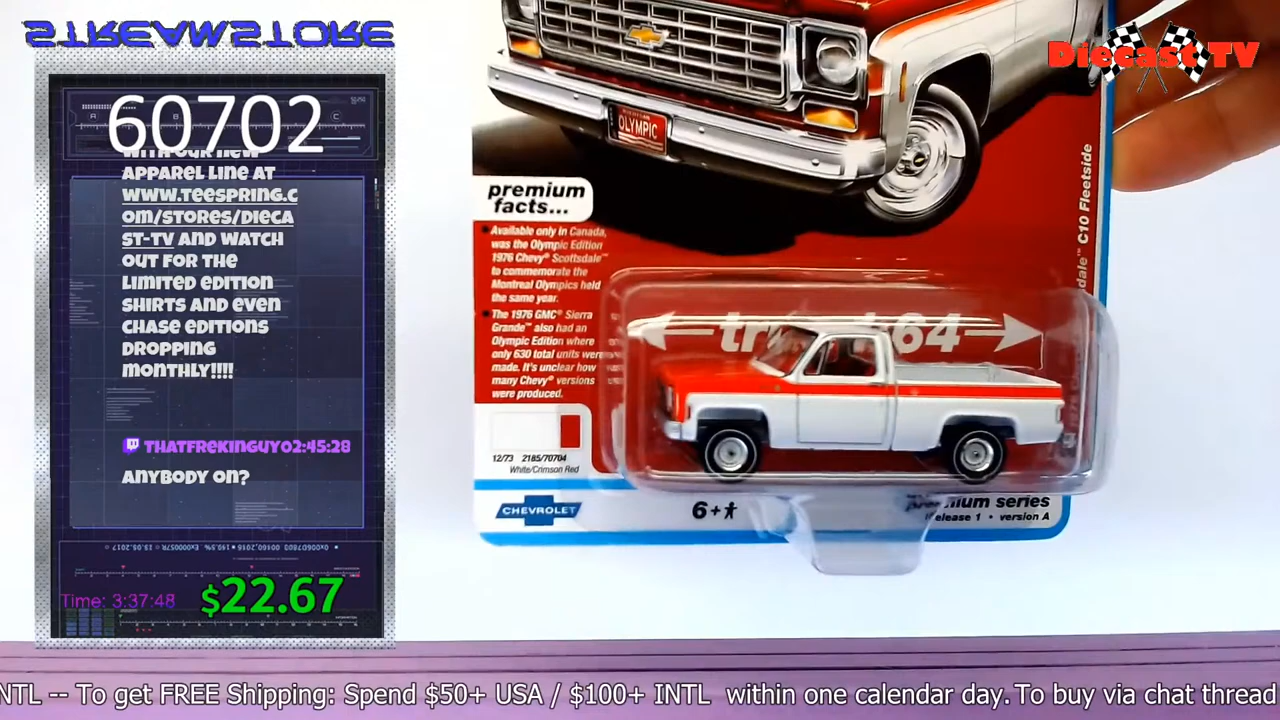 STREAMSTORE
60702
WITH OUR NEW
APPAREL LINE AT
WWW.TEESPRING.C
OM/STORES/DIECA
ST-TV AND WATCH
OUT FOR THE
LIMITED EDITION
SHIRTS AND EVEN
CHASE EDITIONS
DROPPING
MONTHLY!!!!
THATFREKINGUY02:45:28
ANYBODY ON?
Time: 3:37:48
$22.67
Diecast TV
OLYMPIC
premium
facts...
Available only in Canada,
was the Olympic Edition
1976 Chevy® Scottsdale™
to commemorate the
Montreal Olympics held
the same year.
The 1976 GMC® Sierra
Grande™ also had an
Olympic Edition where
only 630 total units were
made. It's unclear how
many Chevy® versions
were produced.
12/73 2185/70704
White/Crimson Red
C10 Fleetside
64
CHEVROLET
6+
series
elease 1 • version A
NTL -- To get FREE Shipping: Spend $50+ USA / $100+ INTL within one calendar day. To buy via chat thread